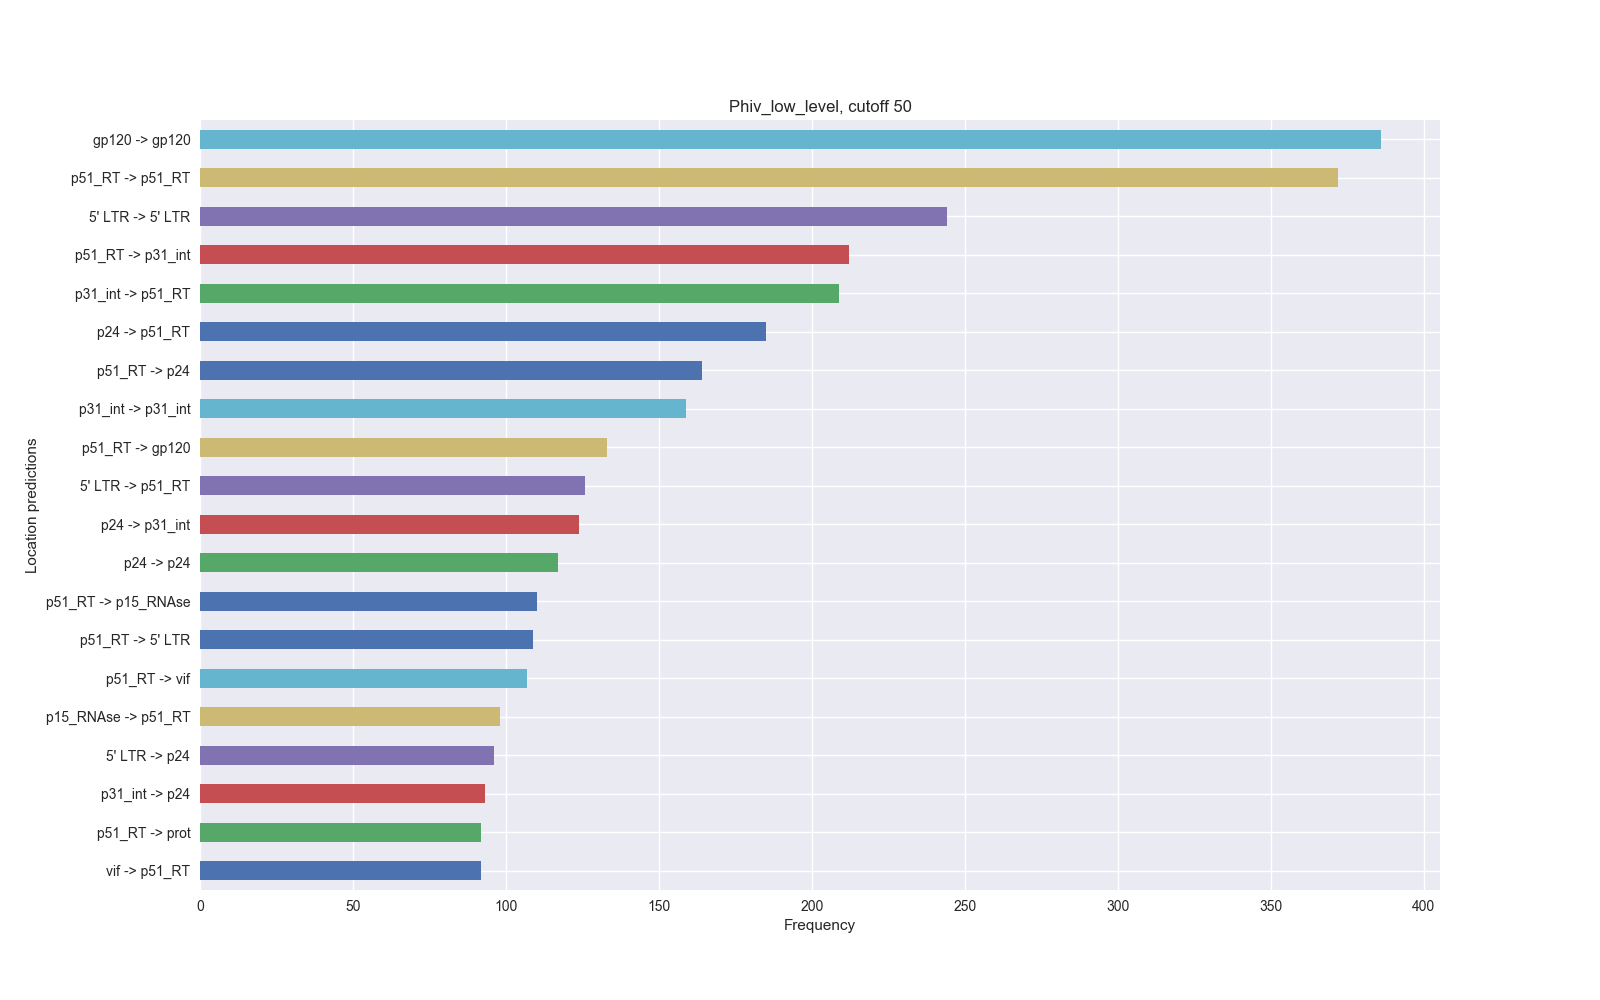 Phiv_low_level, cutoff 50
gp120 -> gp120
p51_RT -> p51_RT
5' LTR -> 5' LTR
p51_RT -> p31_int
p31_int -> p51_RT
p24 -> p51_RT
p51_RT -> p24
p31_int -> p31_int
p51_RT -> gp120
5' LTR -> p51_RT
p24 -> p31_int
p24 -> p24
p51_RT -> p15_RNAse
p51_RT -> 5' LTR
p51_RT -> vif
p15_RNAse -> p51_RT
5' LTR -> p24
p31_int -> p24
p51_RT -> prot
vif -> p51_RT
Location predictions
0 50 100 150 200 250 300 350 400
Frequency